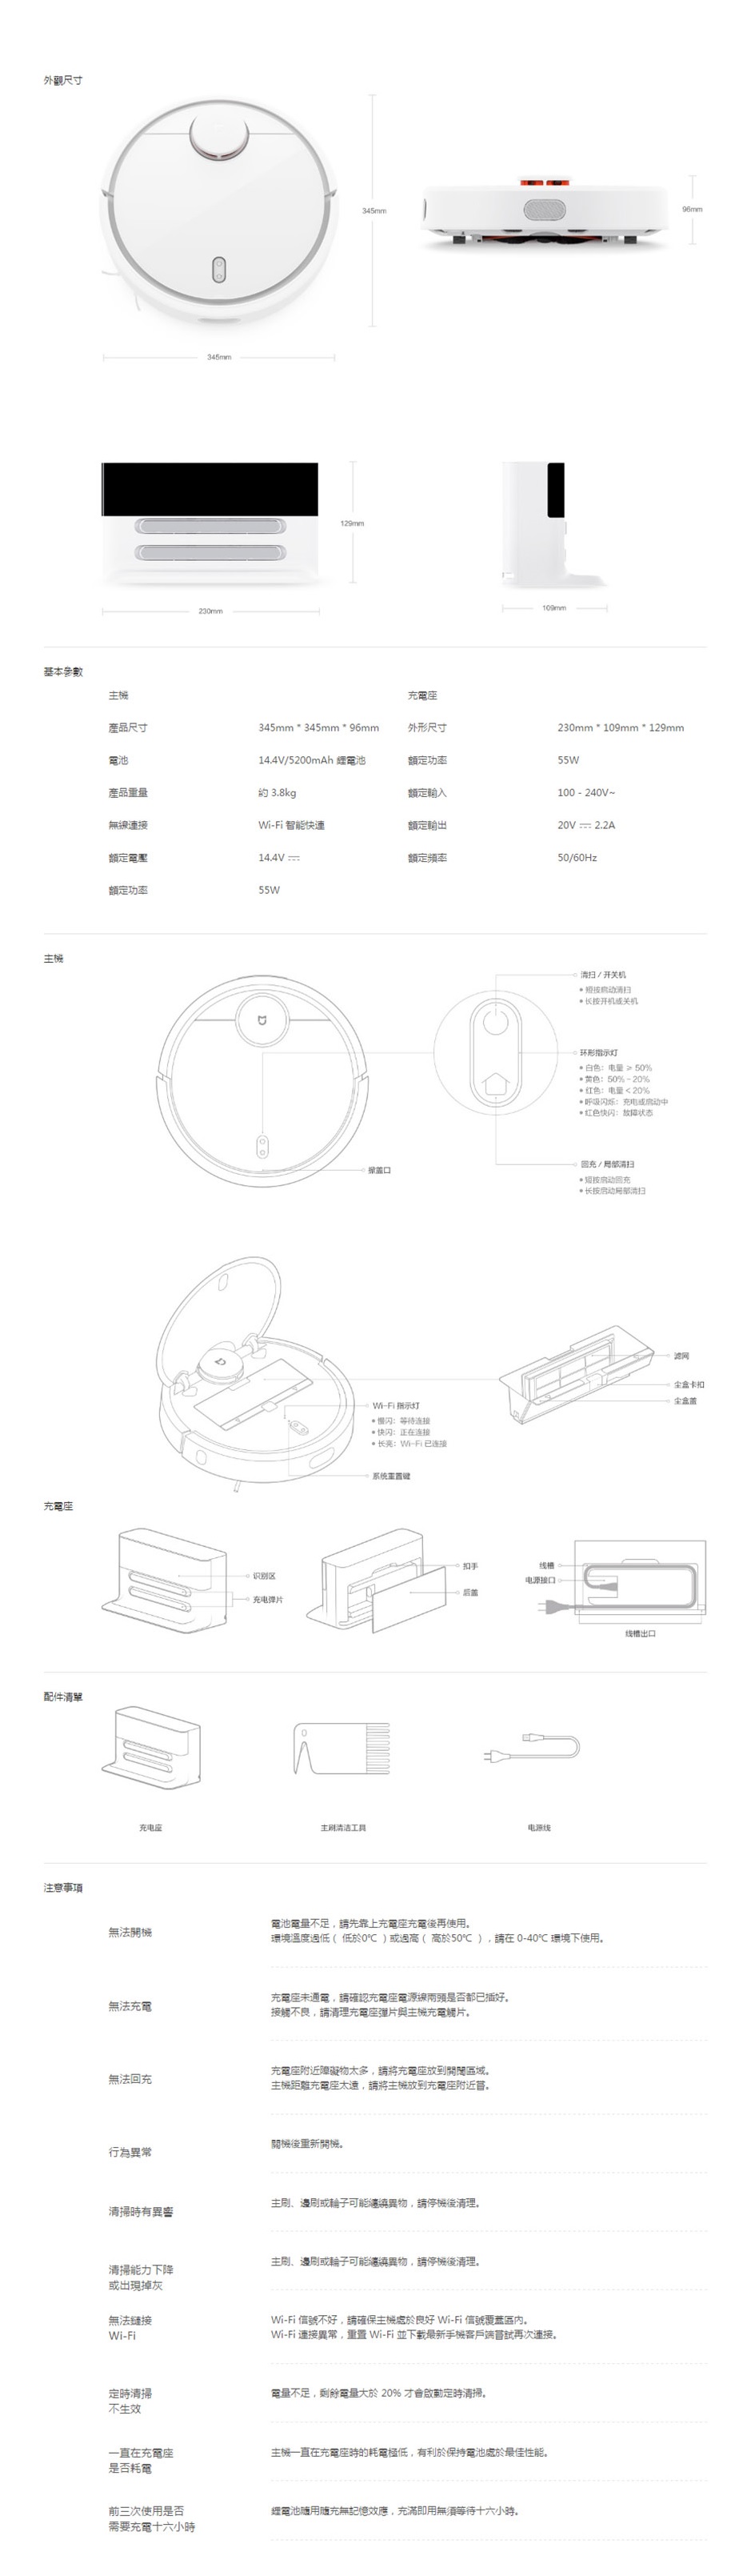 外觀尺寸
345mm
96mm
345mm
129mm
230mm
109mm
基本參數
主機
充電座
產品尺寸
345mm * 345mm * 96mm
外形尺寸
230mm * 109mm * 129mm
電池
14.4V/5200mAh 鋰電池
額定功率
55W
產品重量
約 3.8kg
額定輸入
100 - 240V~
無線連接
Wi-Fi 智能快連
額定輸出
20V ⎓ 2.2A
額定電壓
14.4V ⎓
額定頻率
50/60Hz
額定功率
55W
主機
清扫 / 开关机
• 短按启动清扫
• 长按开机或关机
环形指示灯
• 白色：电量 ≥ 50%
• 黄色：50% - 20%
• 红色：电量 < 20%
• 呼吸闪烁：充电或启动中
• 红色快闪：故障状态
掀盖口
回充 / 局部清扫
• 短按启动回充
• 长按启动局部清扫
滤网
尘盒卡扣
尘盒盖
Wi-Fi 指示灯
• 慢闪：等待连接
• 快闪：正在连接
• 长亮：Wi-Fi 已连接
系统重置键
充電座
识别区
充电弹片
扣手
后盖
线槽
电源接口
线槽出口
配件清單
充电座
主刷清洁工具
电源线
注意事項
無法開機
電池電量不足，請先靠上充電座充電後再使用。
環境溫度過低（ 低於0℃ ）或過高（ 高於50℃ ），請在 0-40℃ 環境下使用。
無法充電
充電座未通電，請確認充電座電源線兩頭是否都已插好。
接觸不良，請清理充電座彈片與主機充電觸片。
無法回充
充電座附近障礙物太多，請將充電座放到開闊區域。
主機距離充電座太遠，請將主機放到充電座附近嘗。
行為異常
關機後重新開機。
清掃時有異響
主刷、邊刷或輪子可能纏繞異物，請停機後清理。
清掃能力下降
或出現掉灰
主刷、邊刷或輪子可能纏繞異物，請停機後清理。
無法鏈接
Wi-Fi
Wi-Fi 信號不好，請確保主機處於良好 Wi-Fi 信號覆蓋區內。
Wi-Fi 連接異常，重置 Wi-Fi 並下載最新手機客戶端嘗試再次連接。
定時清掃
不生效
電量不足，剩餘電量大於 20% 才會啟動定時清掃。
一直在充電座
是否耗電
主機一直在充電座時的耗電極低，有利於保持電池處於最佳性能。
前三次使用是否
需要充電十六小時
鋰電池隨用隨充無記憶效應，充滿即用無須等待十六小時。